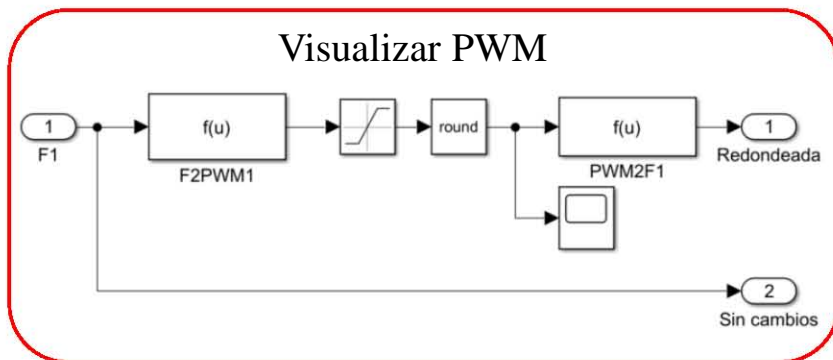 Visualizar PWM
1
F1
f(u)
F2PWM1
round
f(u)
PWM2F1
1
Redondeada
2
Sin cambios